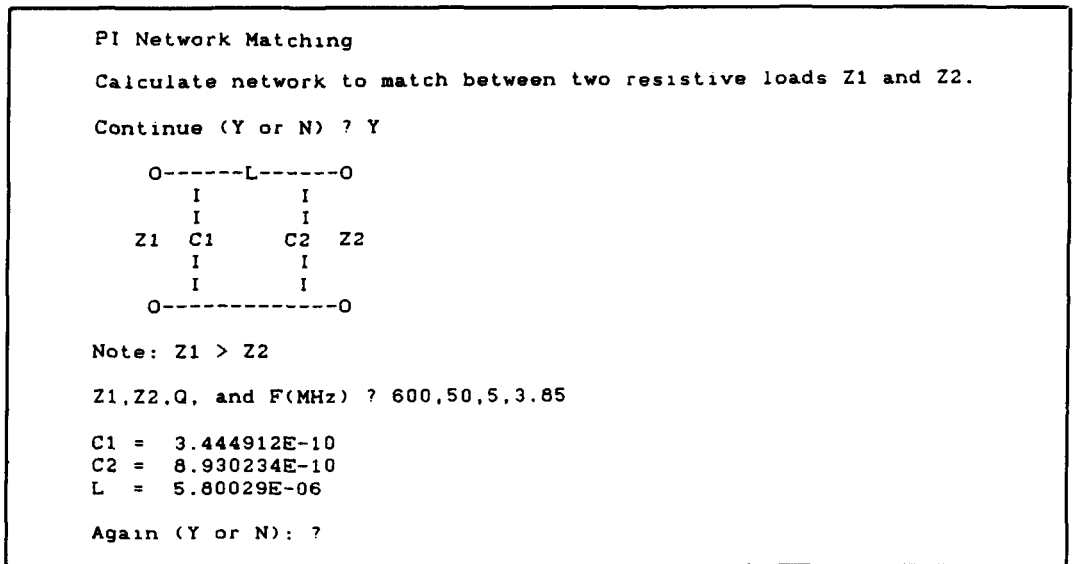 PI Network Matching
Calculate network to match between two resistive loads Z1 and Z2.
Continue (Y or N) ? Y
O------L------O
I I
I I
Z1 C1 C2 Z2
I I
I I
O-------------O
Note: Z1 > Z2
Z1,Z2,Q, and F(MHz) ? 600,50,5,3.85
C1 = 3.444912E-10
C2 = 8.930234E-10
L = 5.80029E-06
Again (Y or N): ?